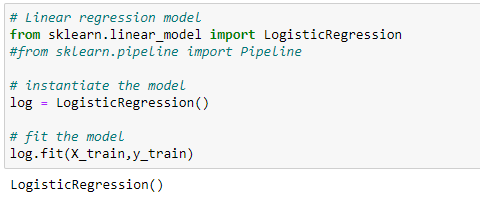 # Linear regression model
from sklearn.linear_model import LogisticRegression
#from sklearn.pipeline import Pipeline
# instantiate the model
log = LogisticRegression()
# fit the model
log.fit(X_train,y_train)
LogisticRegression()